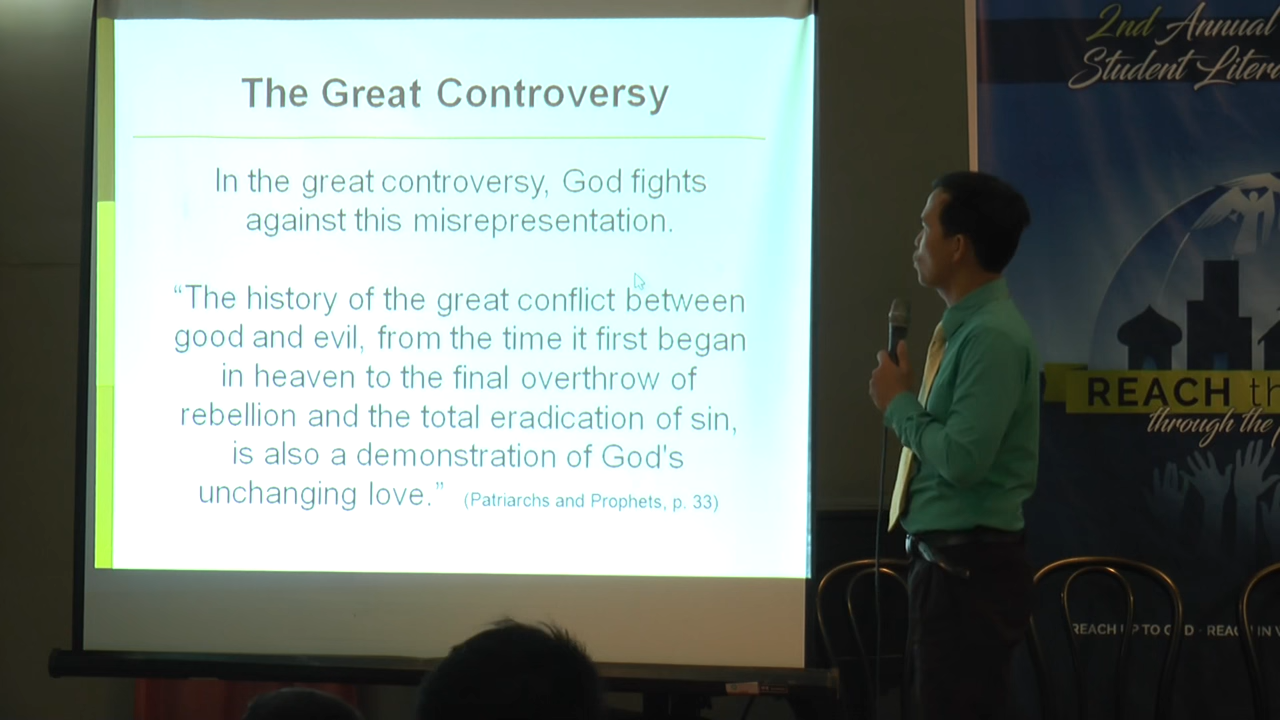 The Great Controversy
In the great controversy, God fights
against this misrepresentation.
“The history of the great conflict between
good and evil, from the time it first began
in heaven to the final overthrow of
rebellion and the total eradication of sin,
is also a demonstration of God's
unchanging love.” (Patriarchs and Prophets, p. 33)
2nd Annual
Student
REACH
through the
REACH UP TO GOD · REACH IN